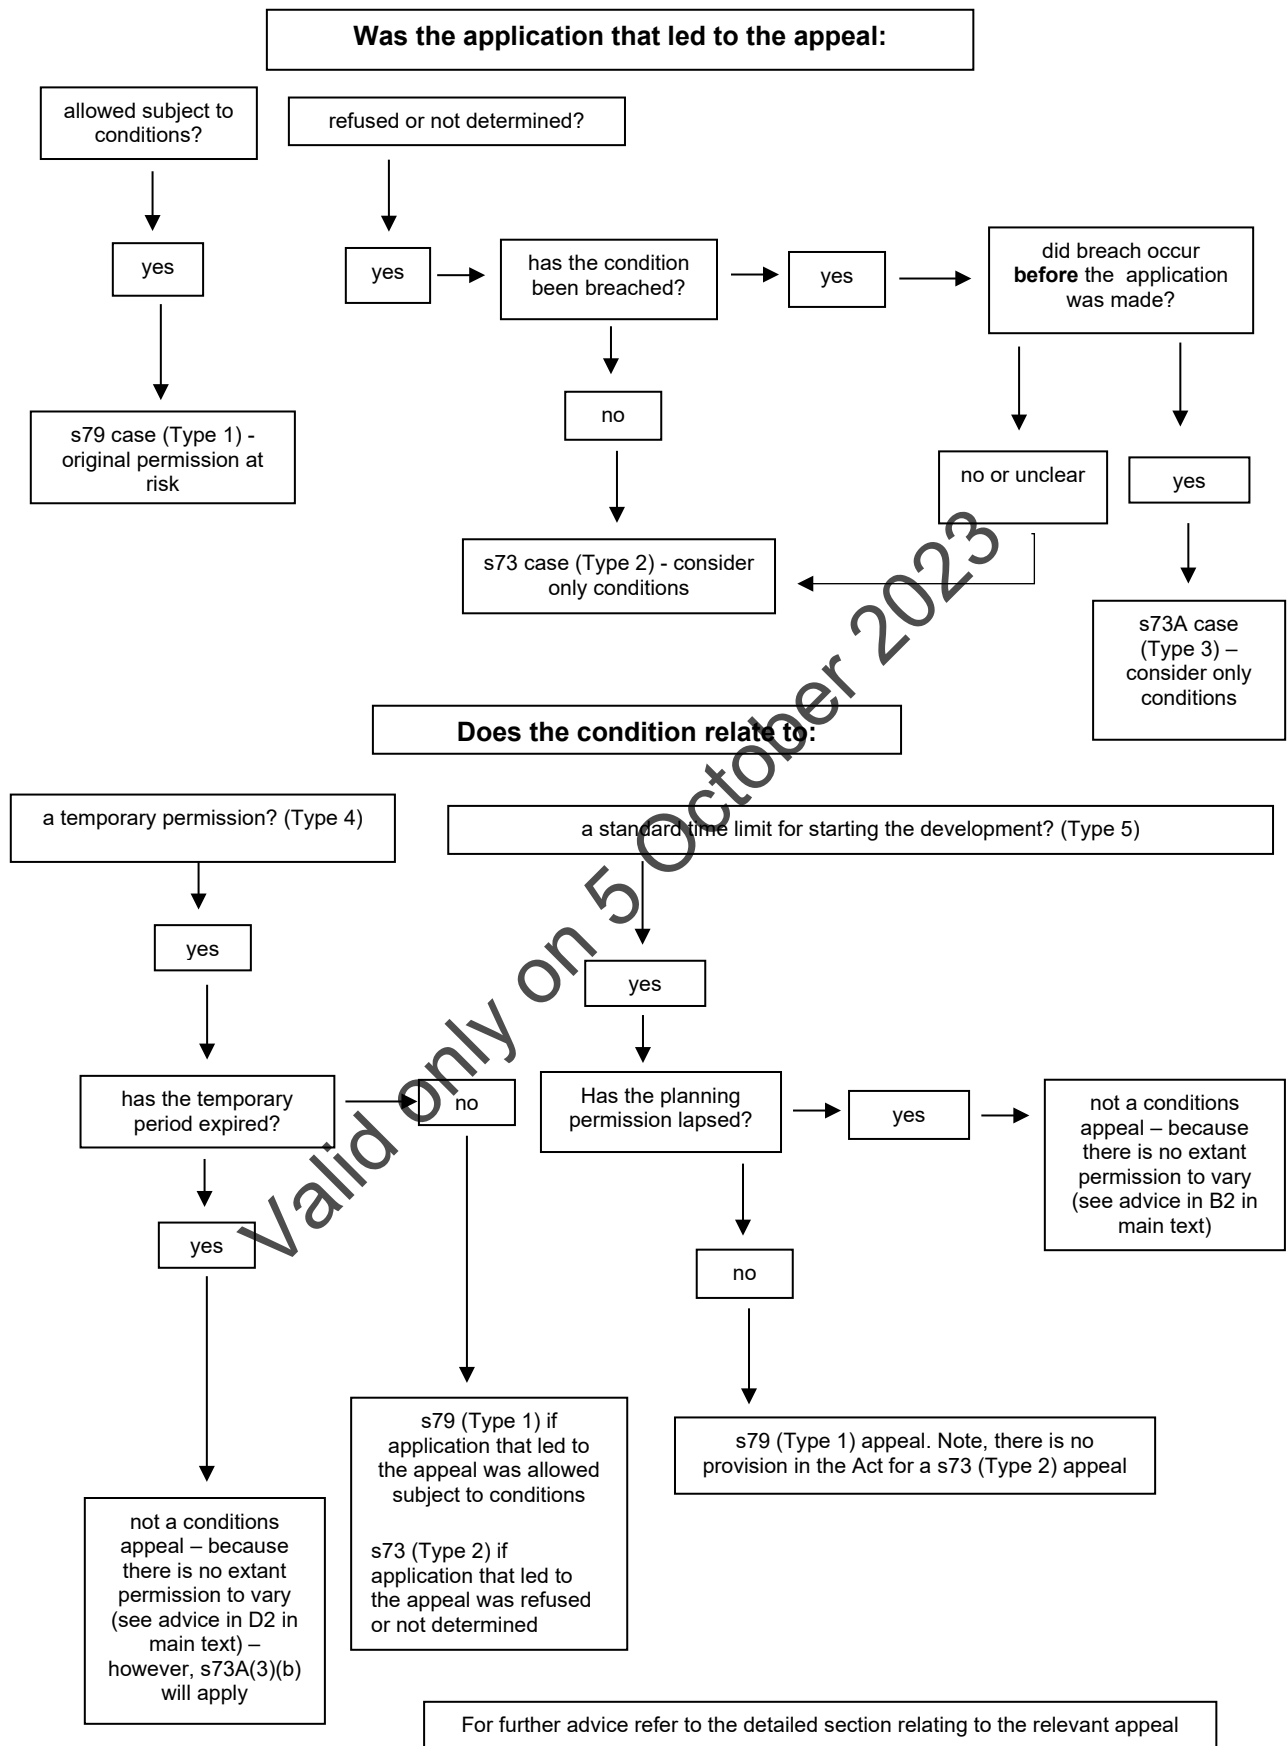 Was the application that led to the appeal:
allowed subject to
conditions?
refused or not determined?
yes
yes
has the condition
been breached?
yes
did breach occur
before the application
was made?
no
no or unclear
yes
s79 case (Type 1) -
original permission at
risk
s73 case (Type 2) - consider
only conditions
s73A case
(Type 3) –
consider only
conditions
Does the condition relate to:
a temporary permission? (Type 4)
a standard time limit for starting the development? (Type 5)
yes
yes
has the temporary
period expired?
no
Has the planning
permission lapsed?
yes
not a conditions
appeal – because
there is no extant
permission to vary
(see advice in B2 in
main text)
yes
no
s79 (Type 1) if
application that led to
the appeal was allowed
subject to conditions
s73 (Type 2) if
application that led to
the appeal was refused
or not determined
s79 (Type 1) appeal. Note, there is no
provision in the Act for a s73 (Type 2) appeal
not a conditions
appeal – because
there is no extant
permission to vary
(see advice in D2 in
main text) –
however, s73A(3)(b)
will apply
For further advice refer to the detailed section relating to the relevant appeal
Valid only on 5 October 2023